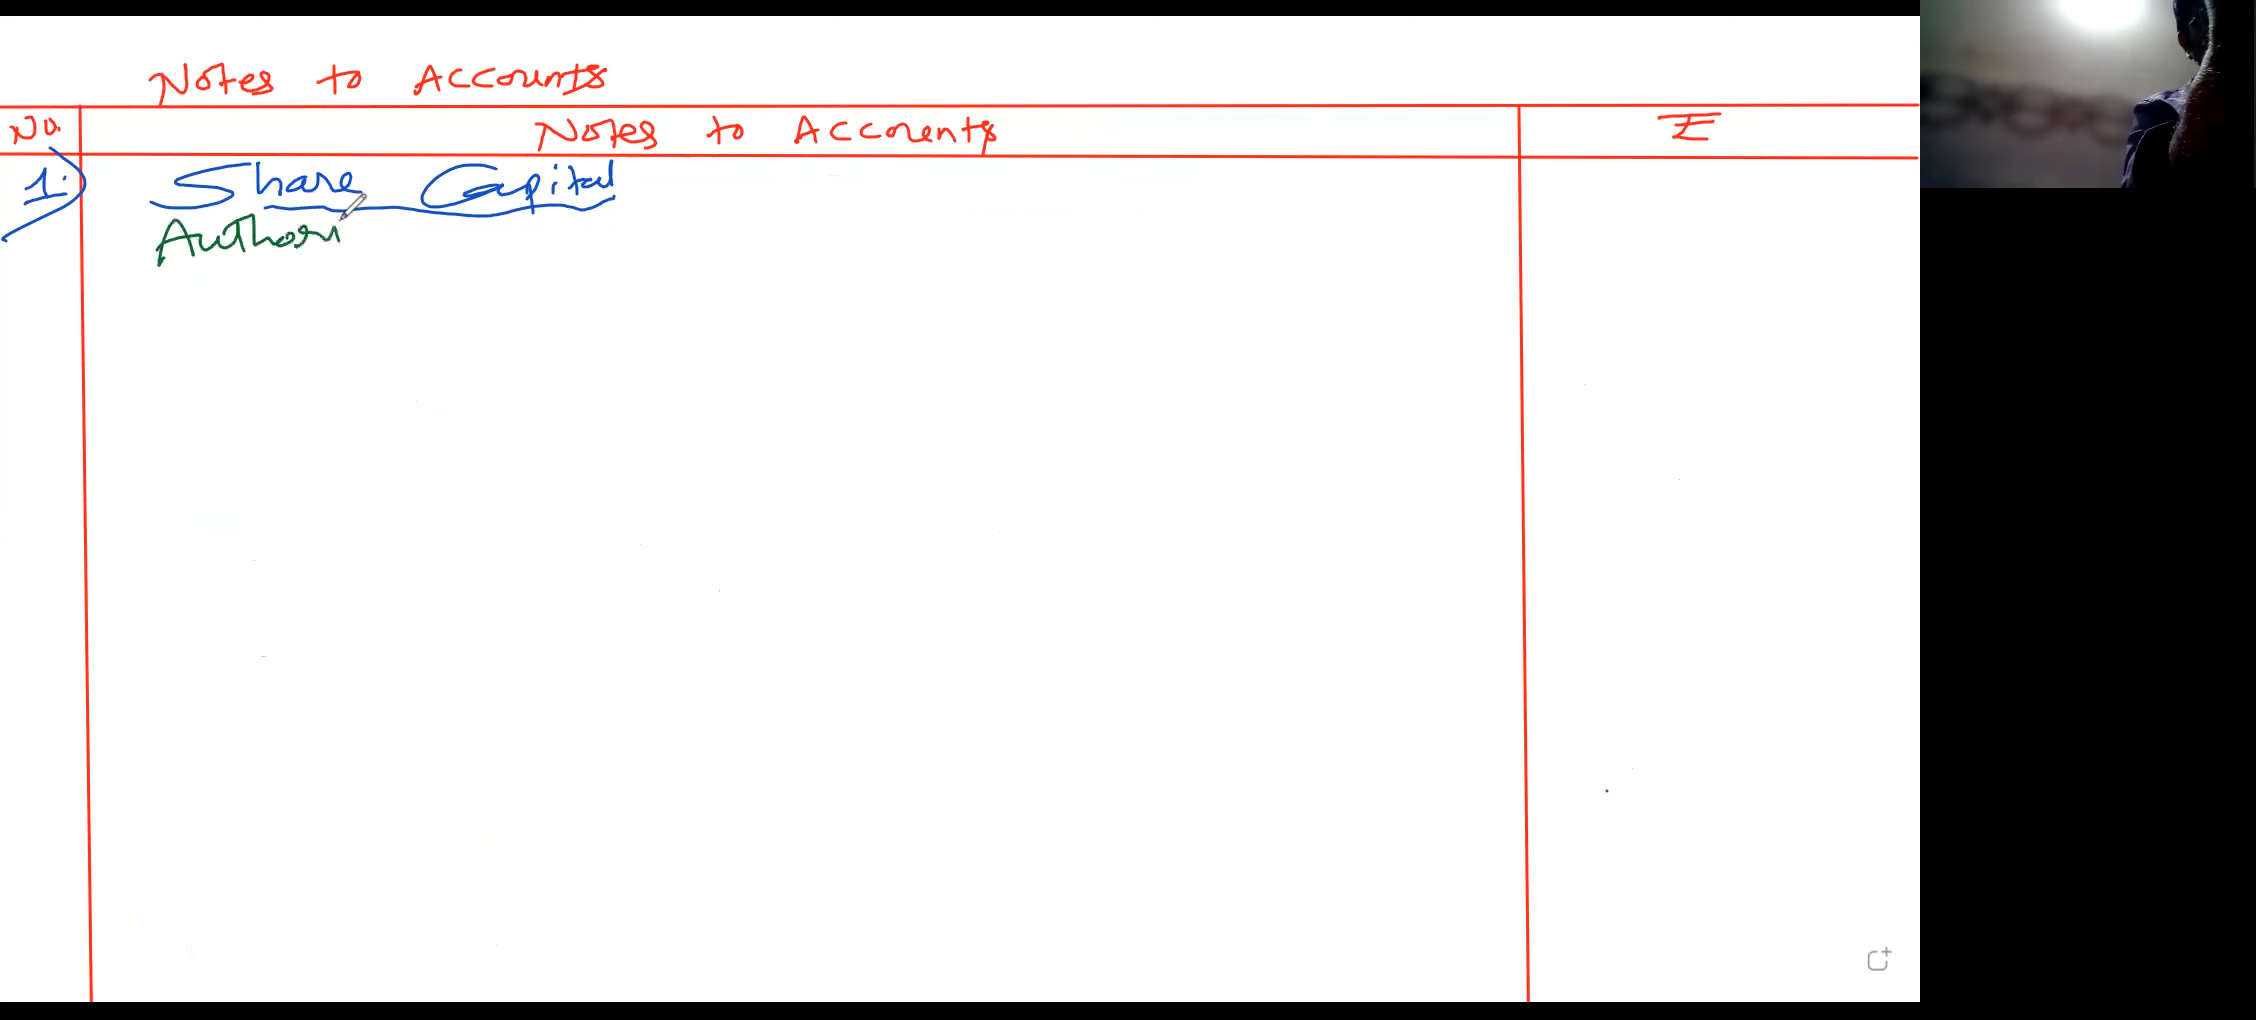 Notes to Accounts
No. Notes to Accounts ₹
1. Share Capital
Authori